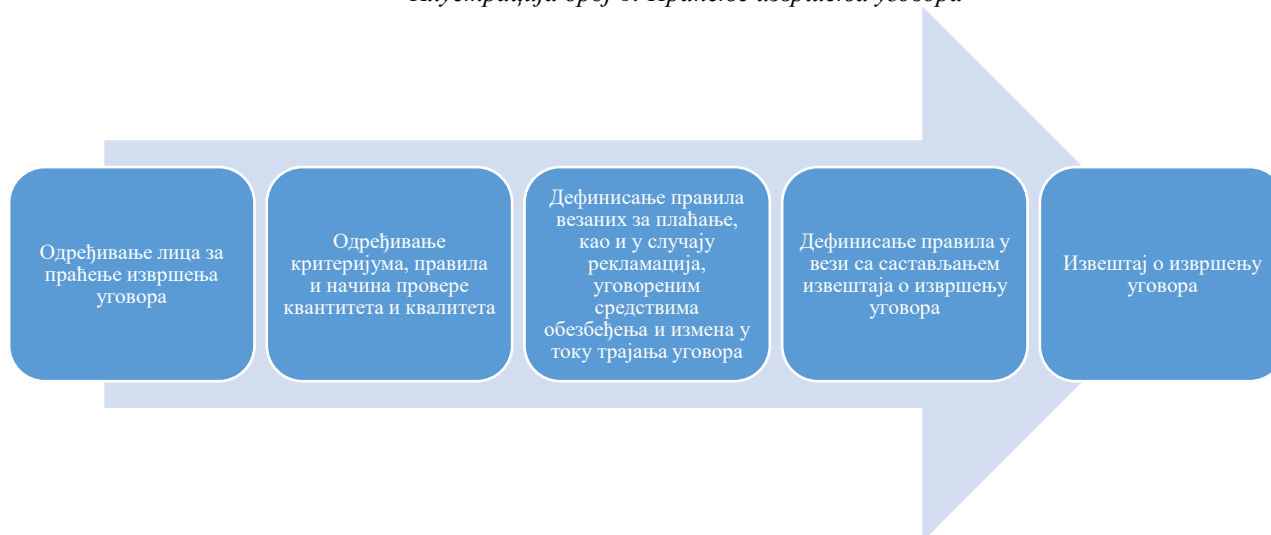 Одређивање лица за
праћење извршења
уговора
Одређивање
критеријума, правила
и начина провере
квантитета и квалитета
Дефинисање правила
везаних за плаћање,
као и у случају
рекламација,
уговореним
средствима
обезбеђења и измена у
току трајања уговора
Дефинисање правила у
вези са састављањем
извештаја о извршењу
уговора
Извештај о извршењу
уговора